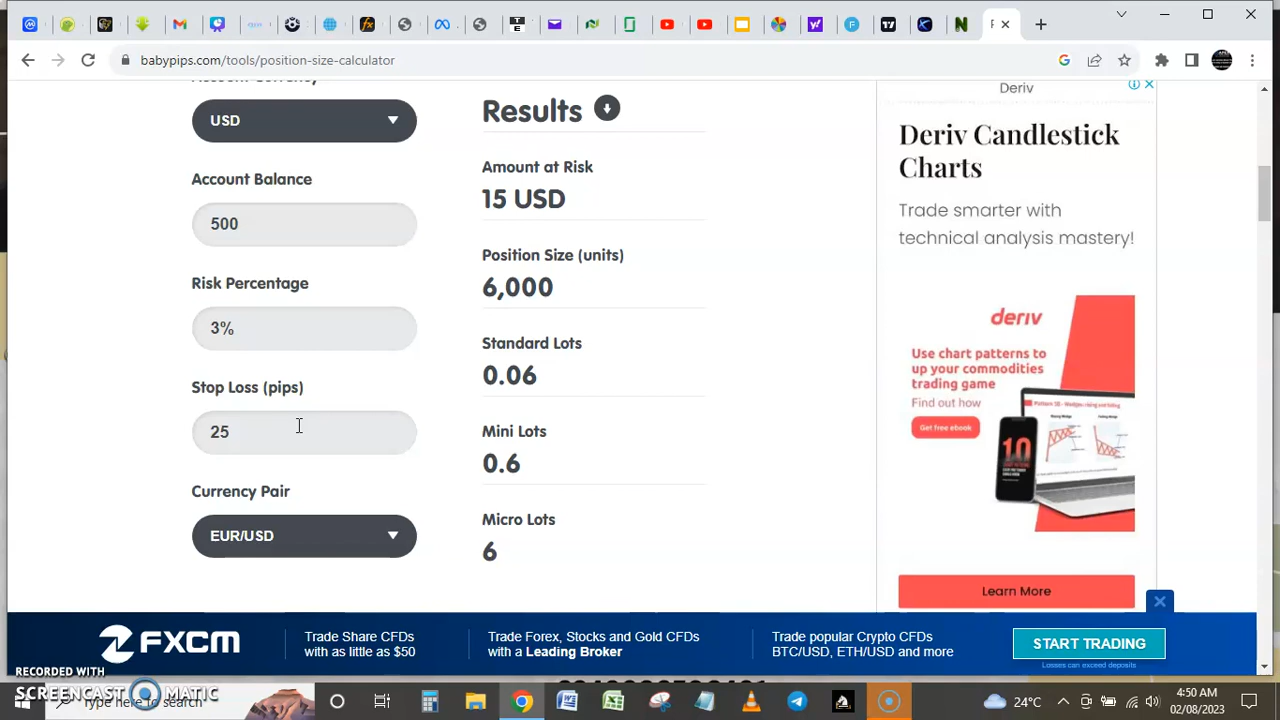 babypips.com/tools/position-size-calculator
USD
Account Balance
500
Risk Percentage
3%
Stop Loss (pips)
25
Currency Pair
EUR/USD
Results
Amount at Risk
15 USD
Position Size (units)
6,000
Standard Lots
0.06
Mini Lots
0.6
Micro Lots
6
Deriv
Deriv Candlestick
Charts
Trade smarter with
technical analysis mastery!
deriv
Use chart patterns to
up your commodities
trading game
Find out how
Get free ebook
10
Learn More
FXCM
Trade Share CFDs
with as little as $50
Trade Forex, Stocks and Gold CFDs
with a Leading Broker
Trade popular Crypto CFDs
BTC/USD, ETH/USD and more
START TRADING
Losses can exceed deposits
RECORDED WITH
SCREENCAST MATIC
Type here to search
24°C
4:50 AM
02/08/2023